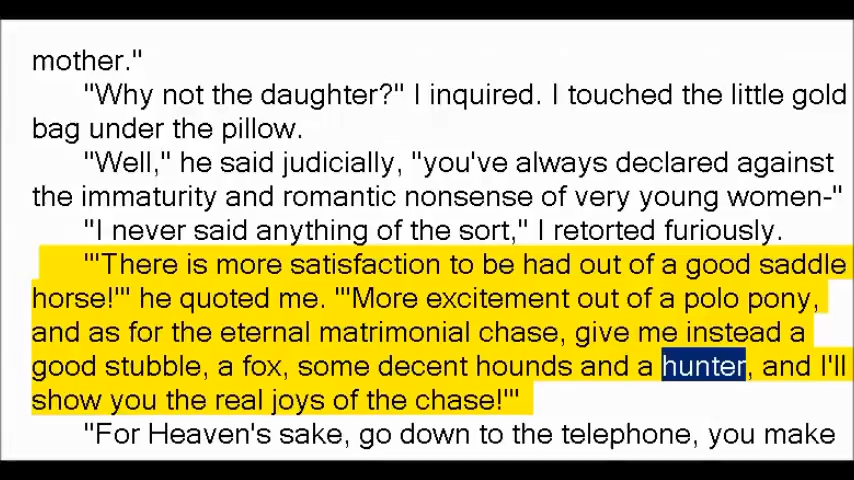 mother."
"Why not the daughter?" I inquired. I touched the little gold
bag under the pillow.
"Well," he said judicially, "you've always declared against
the immaturity and romantic nonsense of very young women-"
"I never said anything of the sort," I retorted furiously.
"'There is more satisfaction to be had out of a good saddle
horse!'" he quoted me. "'More excitement out of a polo pony,
and as for the eternal matrimonial chase, give me instead a
good stubble, a fox, some decent hounds and a hunter, and I'll
show you the real joys of the chase!'"
"For Heaven's sake, go down to the telephone, you make